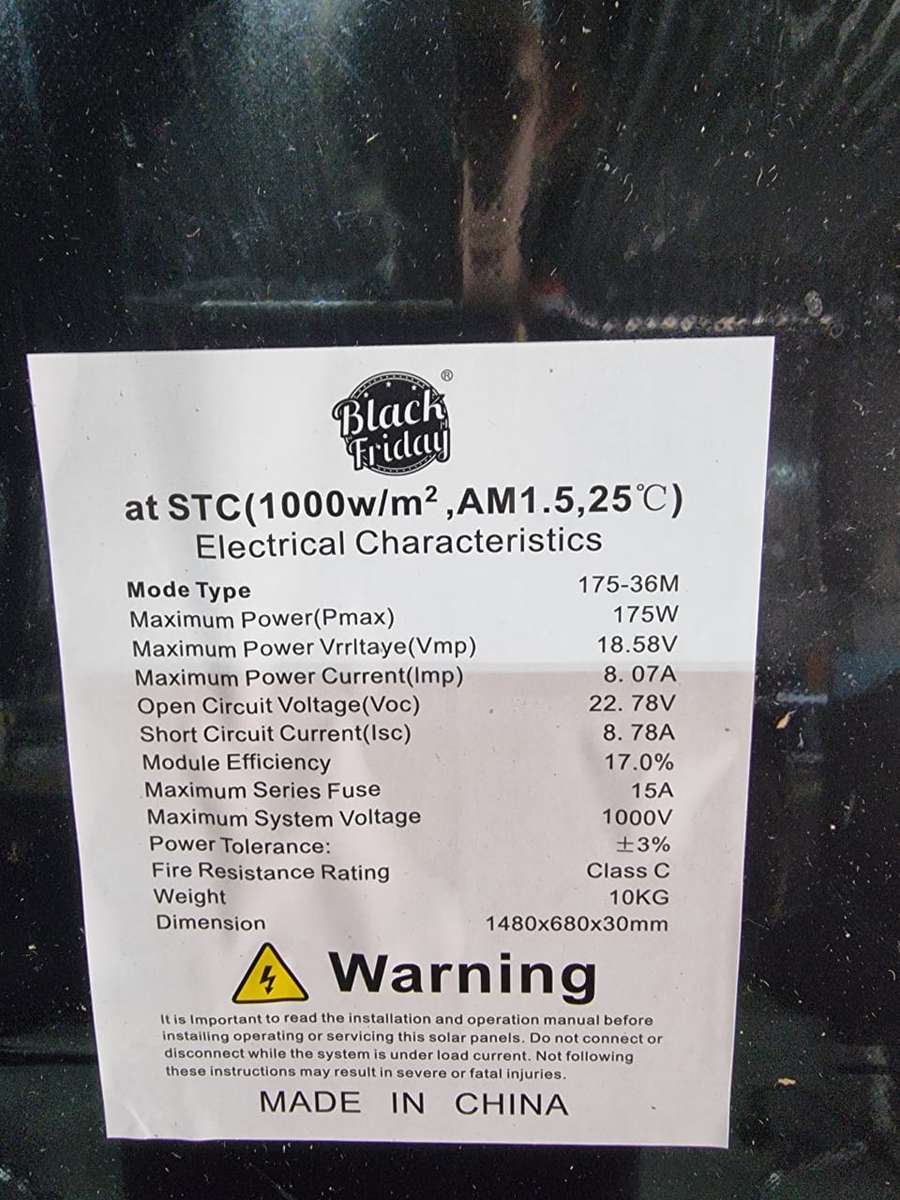 ®
Black
Friday
at STC(1000w/m² ,AM1.5,25℃)
Electrical Characteristics
Mode Type 175-36M
Maximum Power(Pmax) 175W
Maximum Power Vrrltaye(Vmp) 18.58V
Maximum Power Current(Imp) 8. 07A
Open Circuit Voltage(Voc) 22. 78V
Short Circuit Current(Isc) 8. 78A
Module Efficiency 17.0%
Maximum Series Fuse 15A
Maximum System Voltage 1000V
Power Tolerance: ±3%
Fire Resistance Rating Class C
Weight 10KG
Dimension 1480x680x30mm
Warning
It is Important to read the installation and operation manual before
installing operating or servicing this solar panels. Do not connect or
disconnect while the system is under load current. Not following
these instructions may result in severe or fatal injuries.
MADE IN CHINA